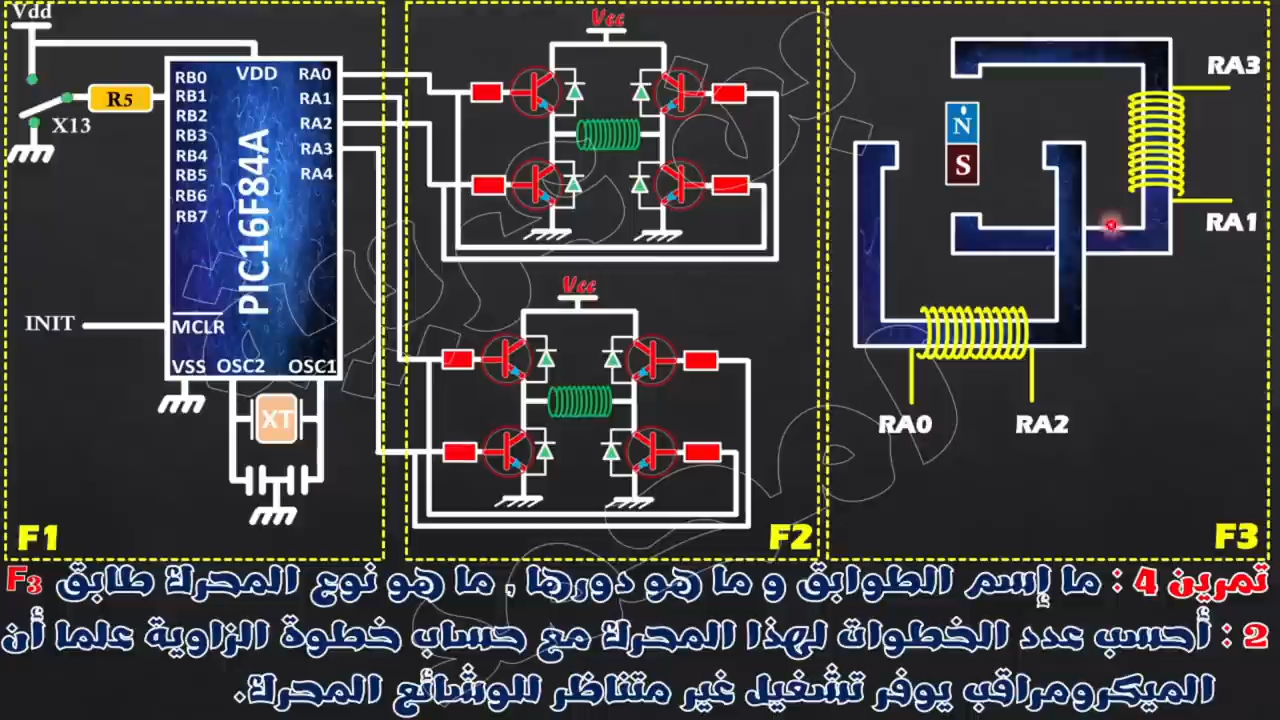 Vdd
R5
X13
RB0
RB1
RB2
RB3
RB4
RB5
RB6
RB7
VDD
RA0
RA1
RA2
RA3
RA4
PIC16F84A
INIT
MCLR
VSS
OSC2
OSC1
XT
F1
Vcc
Vcc
F2
N
S
RA3
RA1
RA0
RA2
F3
تمرين 4 : ما إسم الطوابق و ما هو دورها , ما هو نوع المحرك طابق F3
2 : أحسب عدد الخطوات لهذا المحرك مع حساب خطوة الزاوية علما أن
الميكرومراقب يوفر تشغيل غير متناظر للوشائع المحرك.